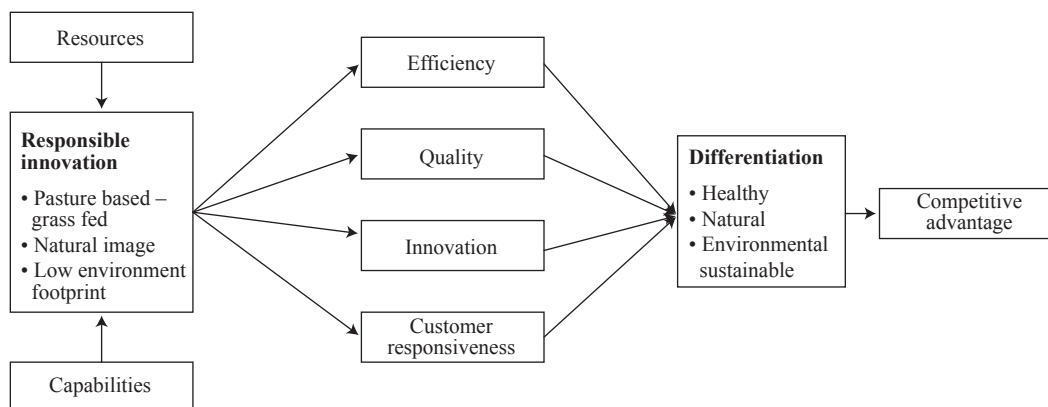 Resources
Responsible
innovation
• Pasture based –
grass fed
• Natural image
• Low environment
footprint
Capabilities
Efficiency
Quality
Innovation
Customer
responsiveness
Differentiation
• Healthy
• Natural
• Environmental
sustainable
Competitive
advantage